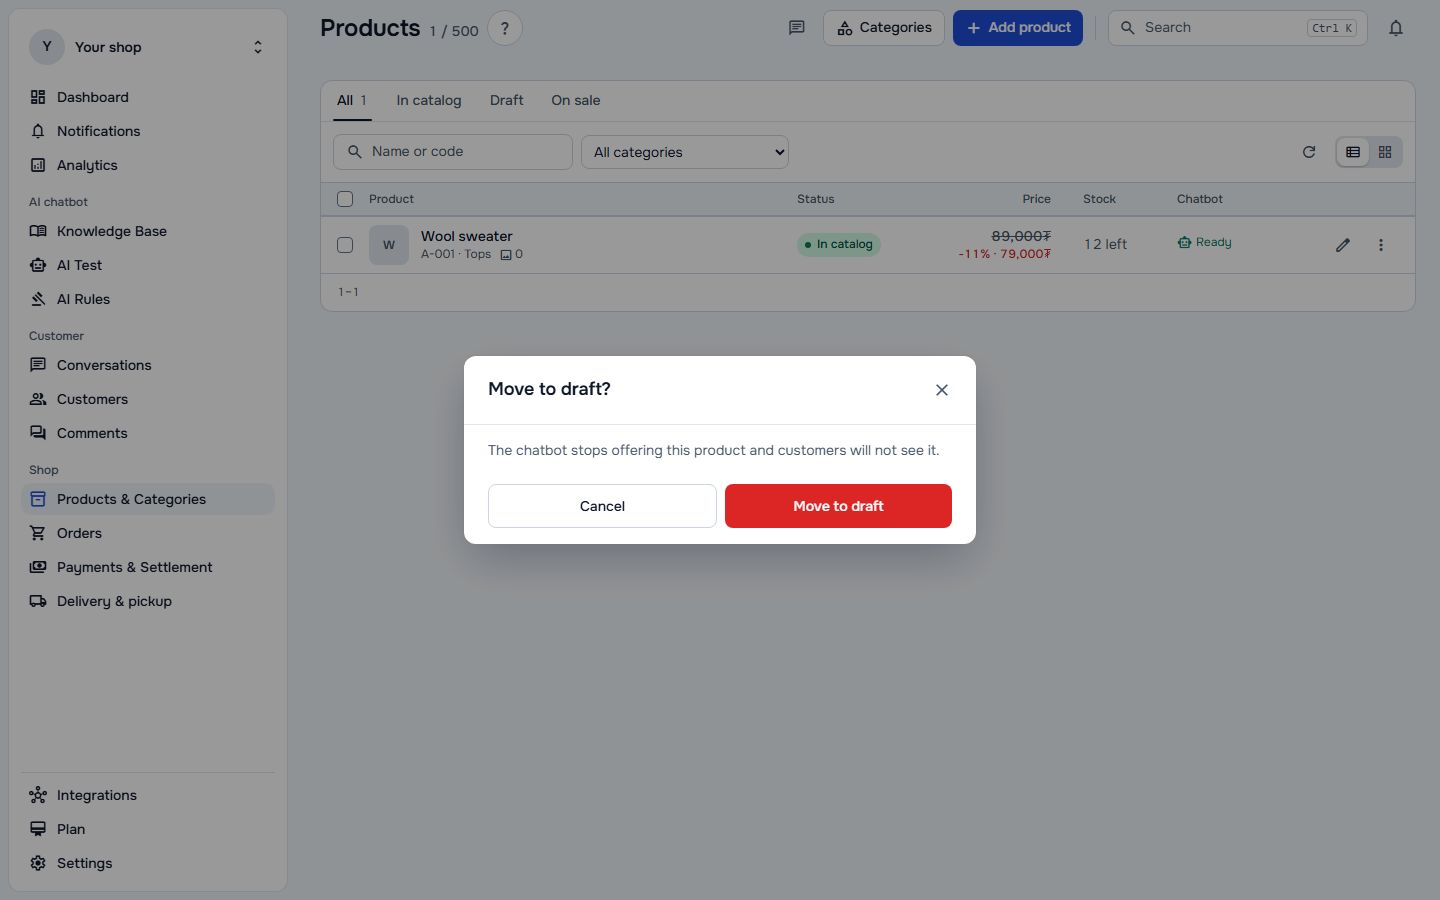 Y Your shop
Dashboard
Notifications
Analytics
AI chatbot
Knowledge Base
AI Test
AI Rules
Customer
Conversations
Customers
Comments
Shop
Products & Categories
Orders
Payments & Settlement
Delivery & pickup
Integrations
Plan
Settings
Products 1 / 500 ?
Categories
Add product
Search Ctrl K
All 1 In catalog Draft On sale
Name or code All categories
Product Status Price Stock Chatbot
W Wool sweater In catalog 89,000₮ 12 left Ready
A-001 · Tops 0 -11% · 79,000₮
1–1
Move to draft?
The chatbot stops offering this product and customers will not see it.
Cancel Move to draft